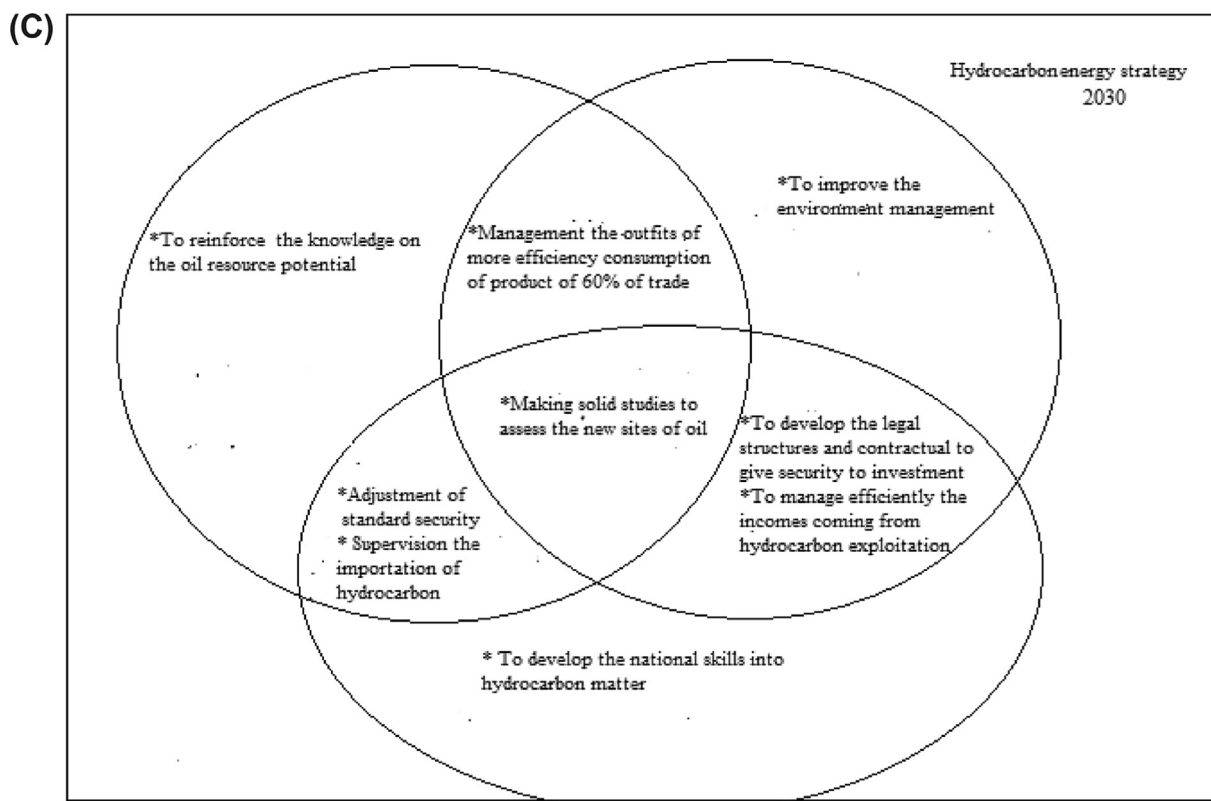 (C)
Hydrocarbon energy strategy
2030
*To improve the
environment management
*To reinforce the knowledge on
the oil resource potential
*Management the outfits of
more efficiency consumption
of product of 60% of trade
*Making solid studies to
assess the new sites of oil
*To develop the legal
structures and contractual to
give security to investment
*To manage efficiently the
incomes coming from
hydrocarbon exploitation
*Adjustment of
standard security
* Supervision the
importation of
hydrocarbon
* To develop the national skills into
hydrocarbon matter